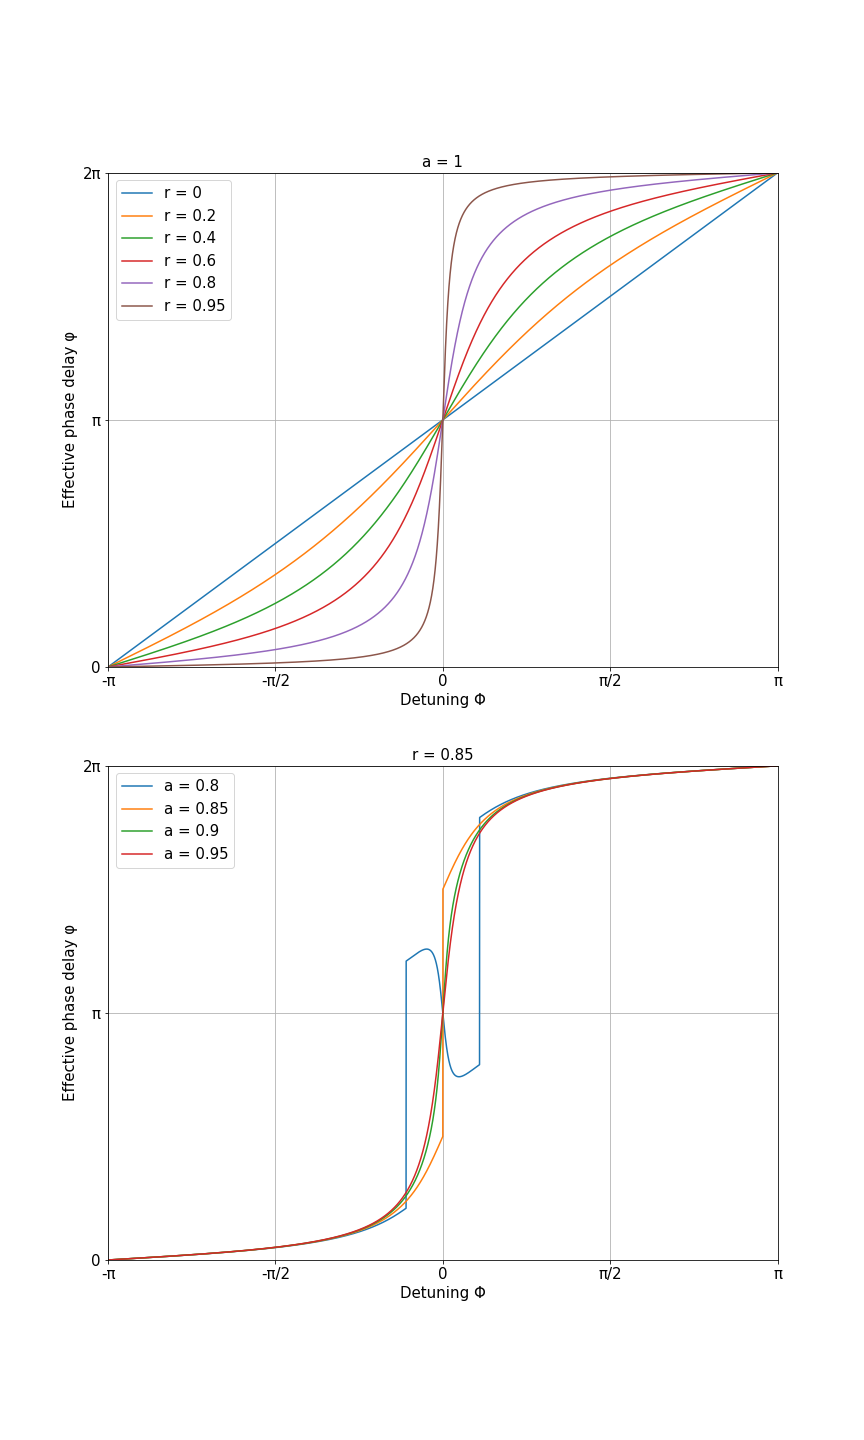 a = 1
2π
r = 0
r = 0.2
r = 0.4
r = 0.6
r = 0.8
r = 0.95
Effective phase delay φ
π
0
-π
-π/2
0
π/2
π
Detuning Φ
r = 0.85
2π
a = 0.8
a = 0.85
a = 0.9
a = 0.95
Effective phase delay φ
π
0
-π
-π/2
0
π/2
π
Detuning Φ